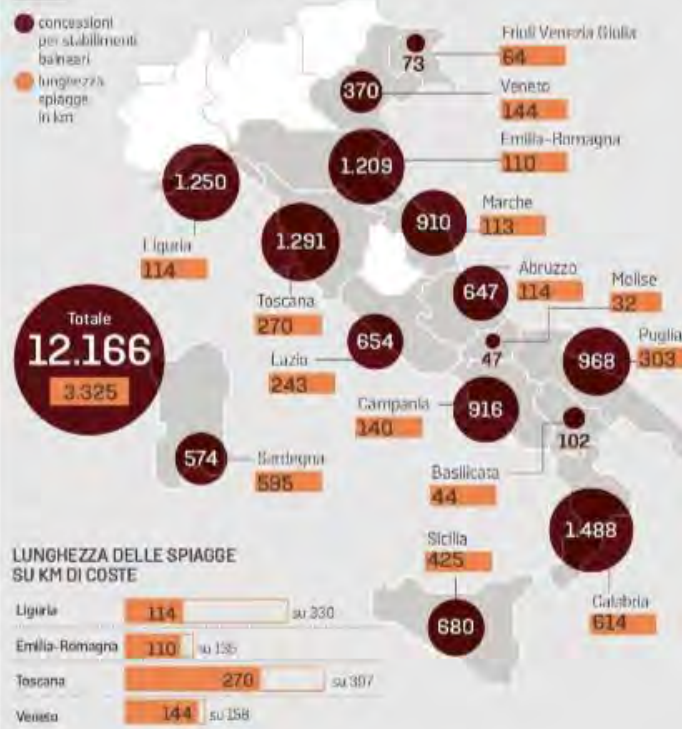 concessioni
per stabilimenti
balneari
lunghezza
spiagge
in km
Friuli Venezia Giulia
73
64
370
Veneto
144
1.209
Emilia-Romagna
110
1.250
Liguria
114
910
Marche
113
1.291
Toscana
270
647
Abruzzo
114
Molise
32
47
Totale
12.166
3.325
654
Lazio
243
968
Puglia
303
Campania
140
916
102
Basilicata
44
574
Sardegna
595
1.488
Calabria
614
Sicilia
425
680
LUNGHEZZA DELLE SPIAGGE
SU KM DI COSTE
Liguria 114 su 330
Emilia-Romagna 110 su 135
Toscana 270 su 397
Veneto 144 su 158